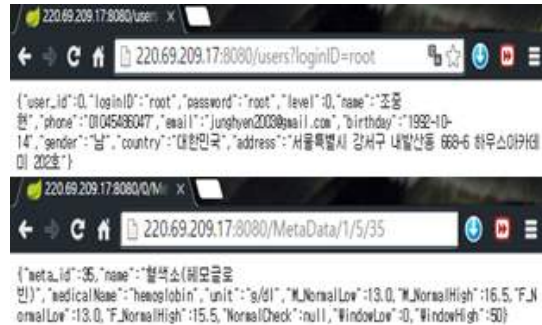 220.69.209.17:8080/users
220.69.209.17:8080/users?loginID=root
{"user_id":0,"loginID":"root","password":"root","level":0,"name":"조중
현","phone":"01045486047","email":"junghyen2003@gmail.com","birthday":"1992-10-
14","gender":"남","country":"대한민국","address":"서울특별시 강서구 내발산동 668-6 하우스아카데
미 202호"}
220.69.209.17:8080/0/M
220.69.209.17:8080/MetaData/1/5/35
{"meta_id":35,"name":"혈색소(헤모글로
빈)","medicalName":"hemoglobin","unit":"g/dl","M_NormalLow":13.0,"M_NormalHigh":16.5,"F_N
ormalLow":13.0,"F_NormalHigh":15.5,"NormalCheck":null,"WindowLow":0,"WindowHigh":50}